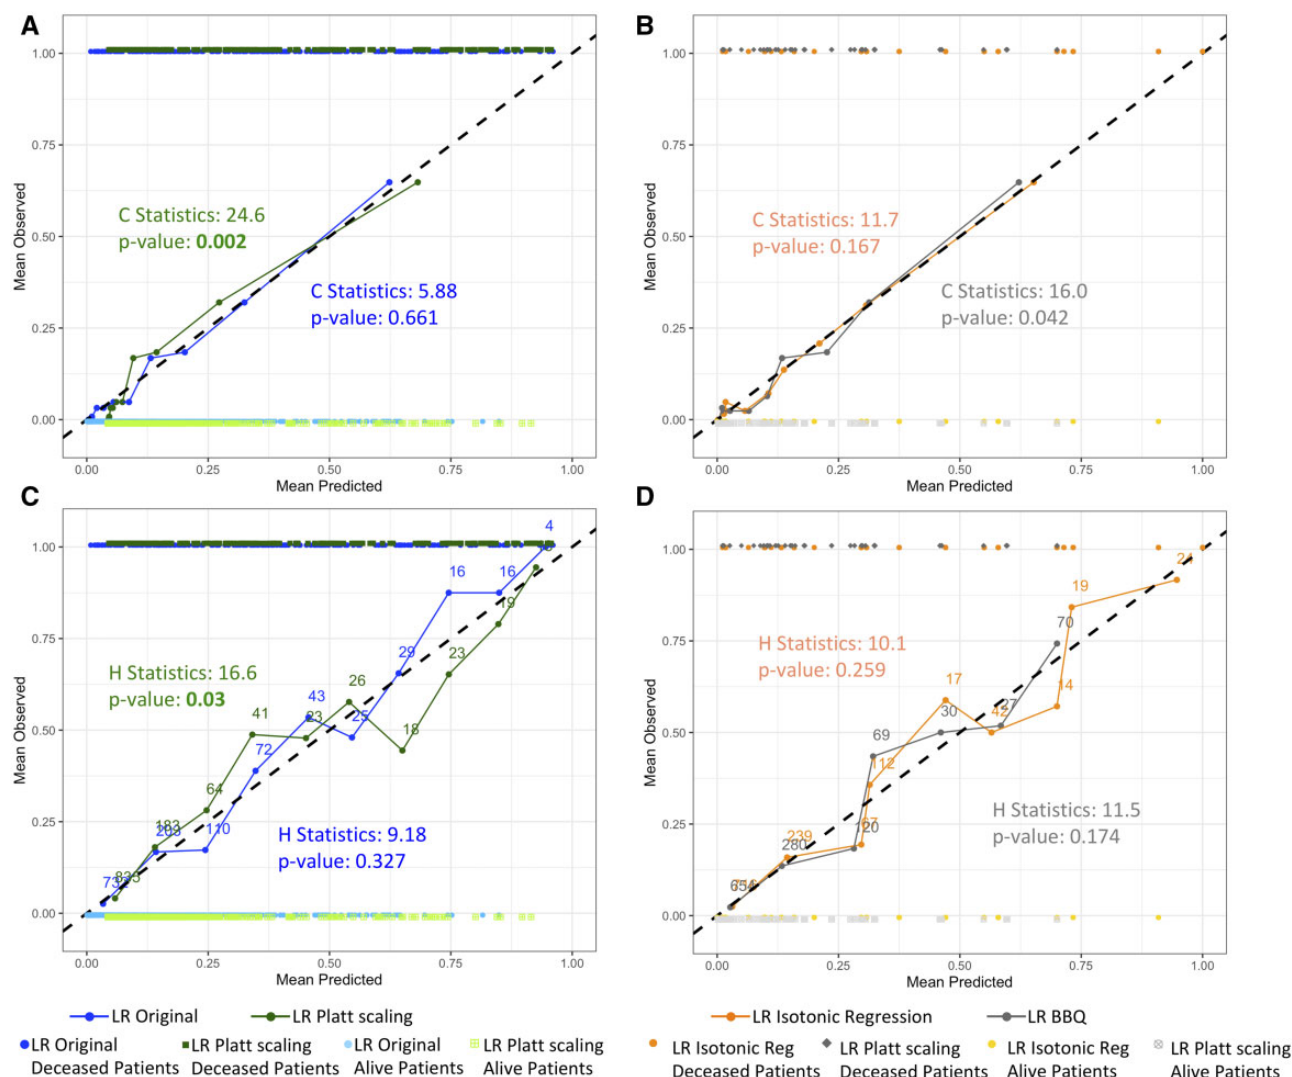 A
B
1.00
0.75
0.50
0.25
0.00
Mean Observed
C Statistics: 24.6
p-value: 0.002
C Statistics: 5.88
p-value: 0.661
0.00 0.25 0.50 0.75 1.00
Mean Predicted
1.00
0.75
0.50
0.25
0.00
Mean Observed
C Statistics: 11.7
p-value: 0.167
C Statistics: 16.0
p-value: 0.042
0.00 0.25 0.50 0.75 1.00
Mean Predicted
C
D
1.00
0.75
0.50
0.25
0.00
Mean Observed
4
16 16
19
29 23
26
43
41 23 25 18
72
64
110
H Statistics: 16.6
p-value: 0.03
H Statistics: 9.18
p-value: 0.327
0.00 0.25 0.50 0.75 1.00
Mean Predicted
1.00
0.75
0.50
0.25
0.00
Mean Observed
24
19
70
14
17
30 42 27
69
112
120
239
280
654
H Statistics: 10.1
p-value: 0.259
H Statistics: 11.5
p-value: 0.174
0.00 0.25 0.50 0.75 1.00
Mean Predicted
LR Original LR Platt scaling
LR Original LR Platt scaling LR Original LR Platt scaling
Deceased Patients Deceased Patients Alive Patients Alive Patients
LR Isotonic Regression LR BBQ
LR Isotonic Reg LR Platt scaling LR Isotonic Reg LR Platt scaling
Deceased Patients Deceased Patients Alive Patients Alive Patients